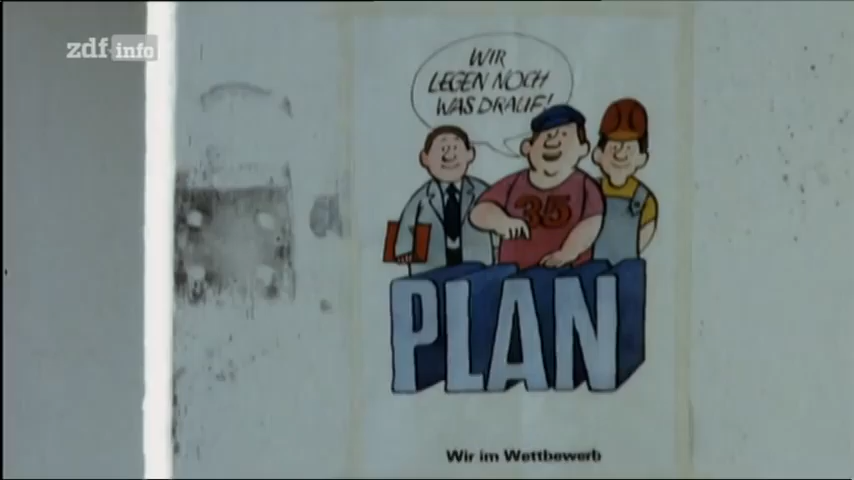 zdf info
WIR
LEGEN NOCH
WAS DRAUF!
35
PLAN
Wir im Wettbewerb